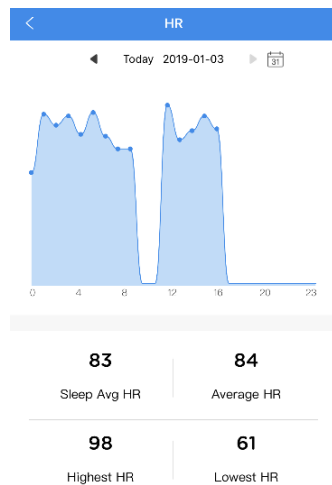 HR
Today 2019-01-03
31
0 4 8 12 16 20 23
83 84
Sleep Avg HR Average HR
98 61
Highest HR Lowest HR